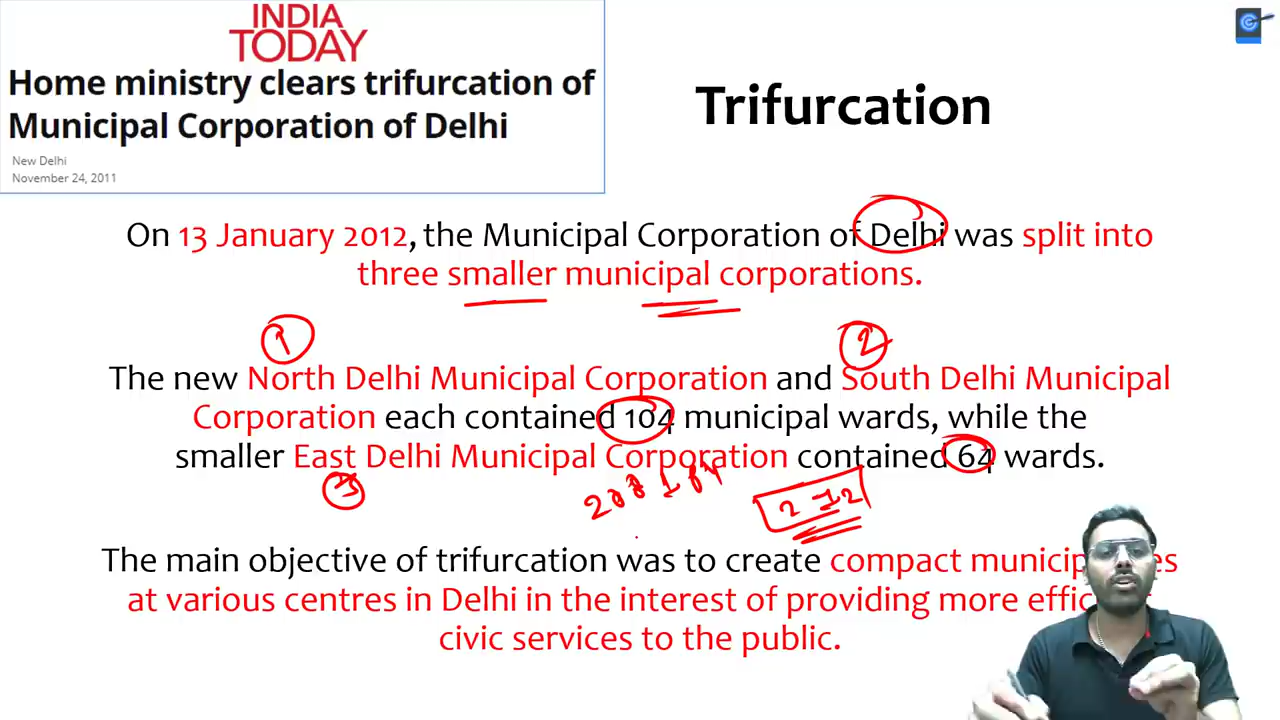 INDIA
TODAY
Home ministry clears trifurcation of
Municipal Corporation of Delhi
New Delhi
November 24, 2011
Trifurcation
On 13 January 2012, the Municipal Corporation of Delhi was split into
three smaller municipal corporations.
1
2
The new North Delhi Municipal Corporation and South Delhi Municipal
Corporation each contained 104 municipal wards, while the
smaller East Delhi Municipal Corporation contained 64 wards.
3
The main objective of trifurcation was to create compact
at various centres in Delhi in the interest of providing more
civic services to the public.